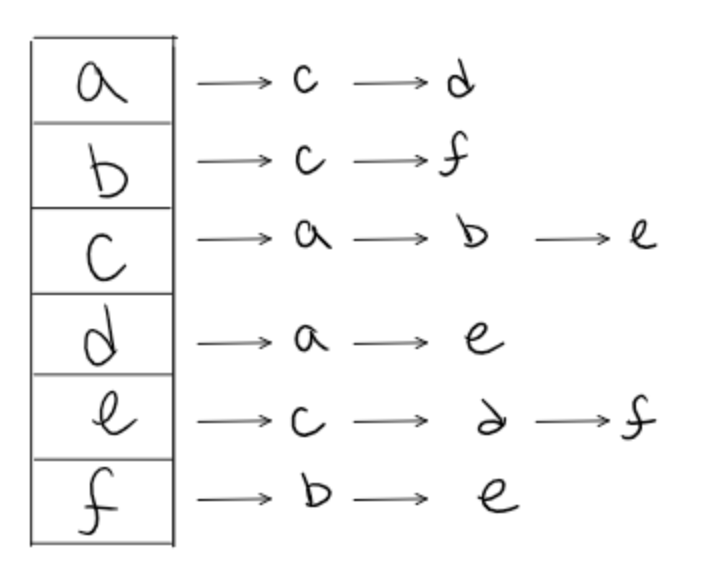 a → c → d
b → c → f
c → a → b → e
d → a → e
e → c → d → f
f → b → e